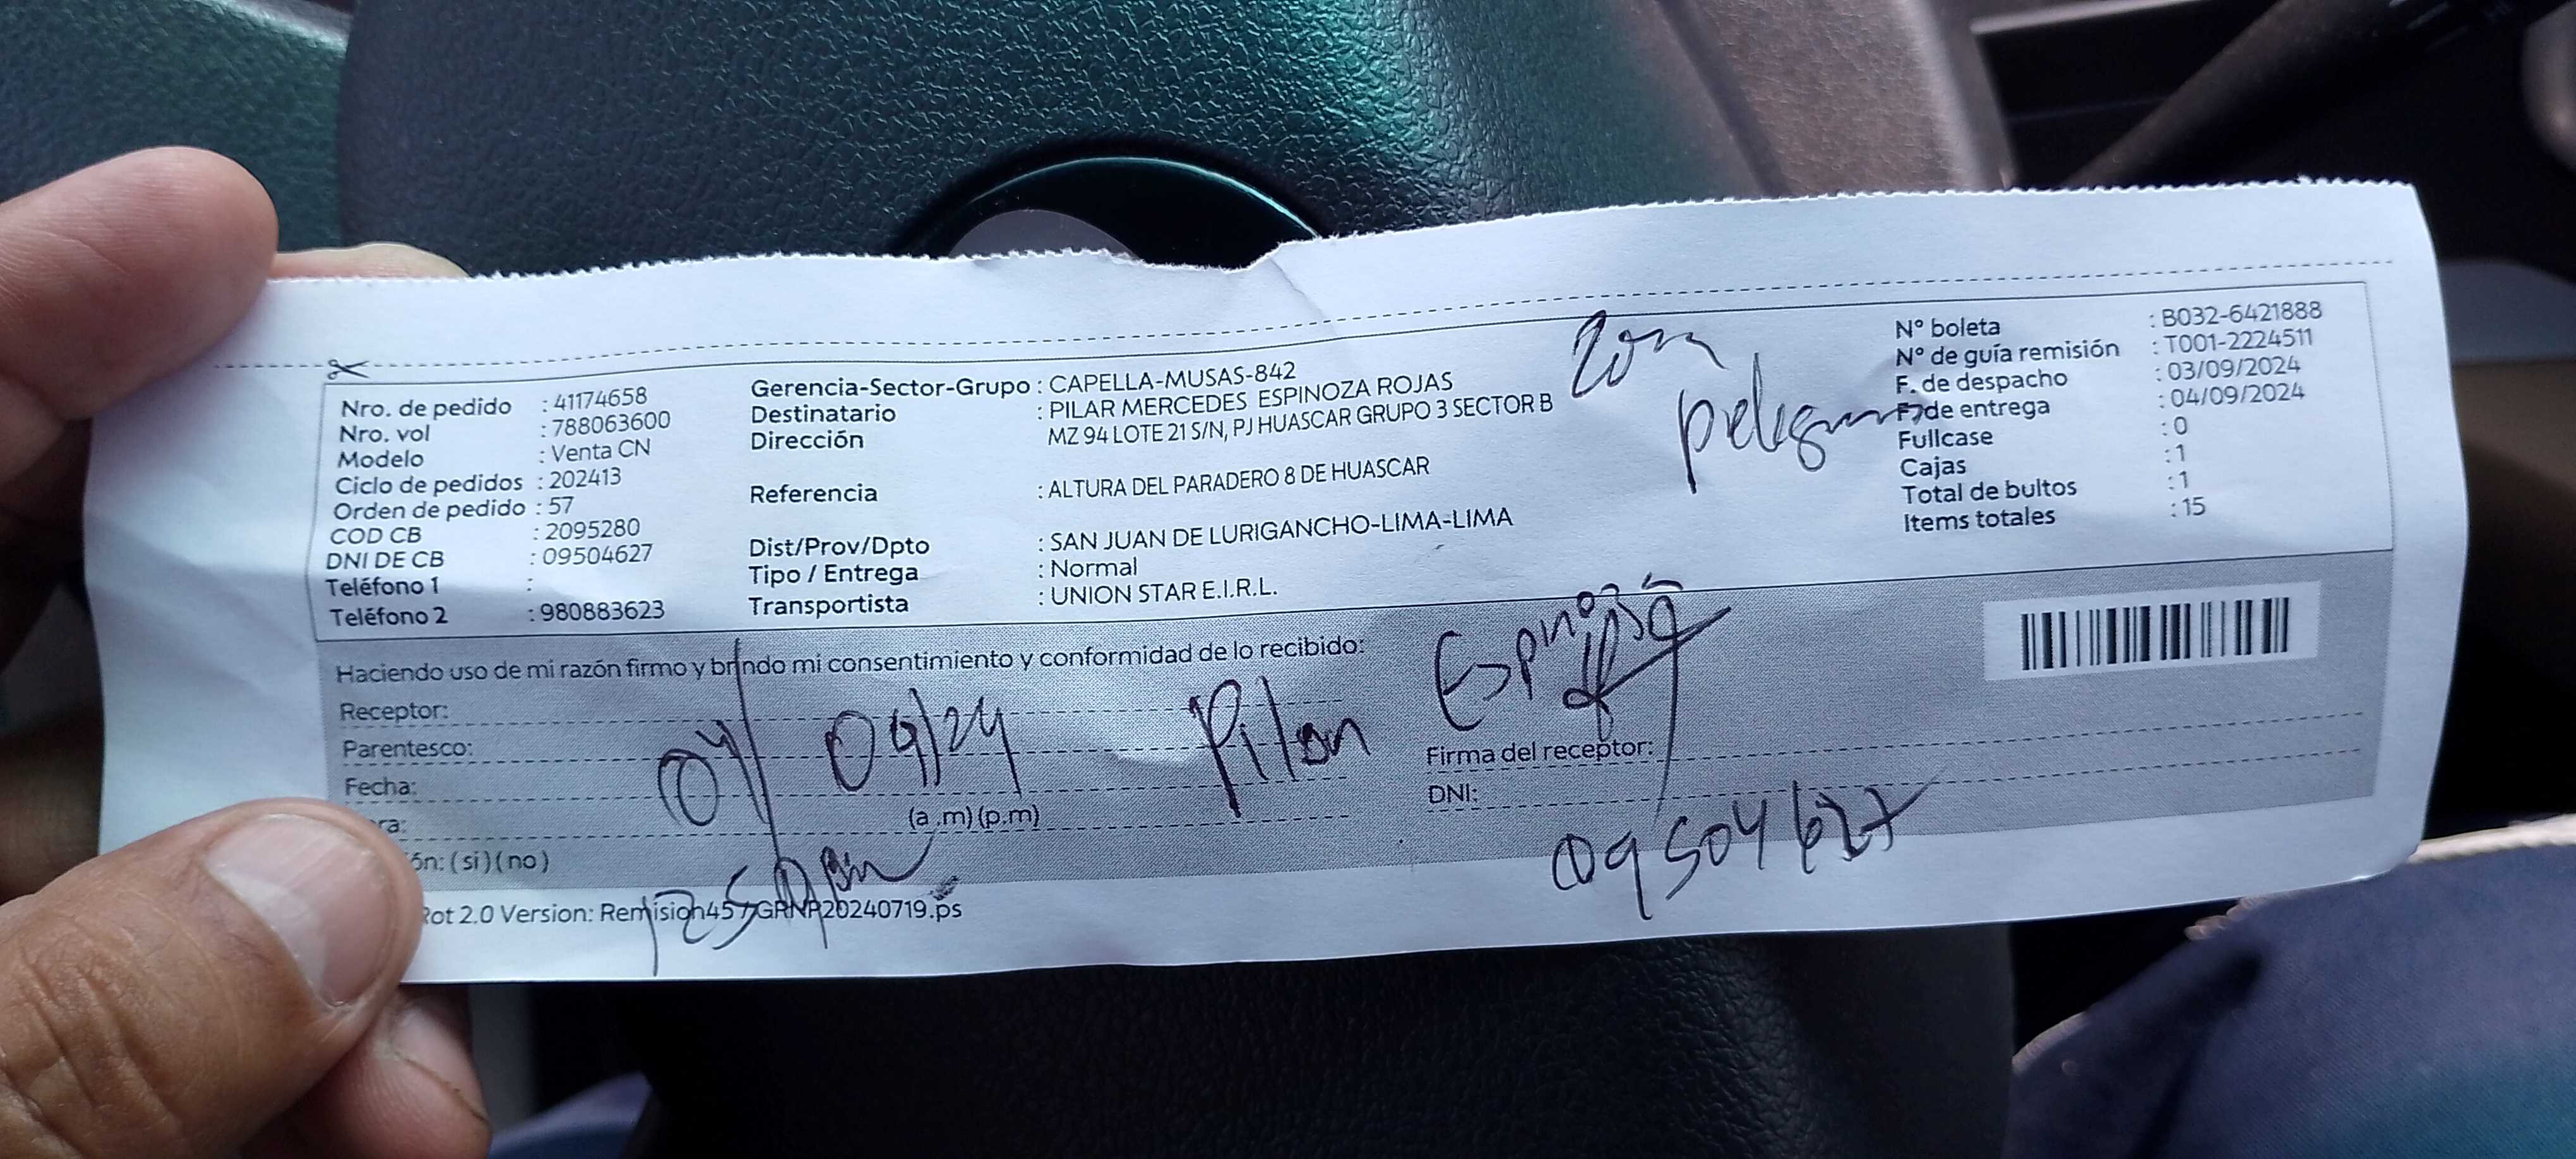 Nro. de pedido : 41174658
Nro. vol : 788063600
Modelo : Venta CN
Ciclo de pedidos : 202413
Orden de pedido : 57
COD CB : 2095280
DNI DE CB : 09504627
Teléfono 1 :
Teléfono 2 : 980883623
Gerencia-Sector-Grupo : CAPELLA-MUSAS-842
Destinatario : PILAR MERCEDES ESPINOZA ROJAS
Dirección MZ 94 LOTE 21 S/N, PJ HUASCAR GRUPO 3 SECTOR B
Referencia : ALTURA DEL PARADERO 8 DE HUASCAR
Dist/Prov/Dpto : SAN JUAN DE LURIGANCHO-LIMA-LIMA
Tipo / Entrega : Normal
Transportista : UNION STAR E.I.R.L.
N° boleta : B032-6421888
N° de guía remisión : T001-2224511
F. de despacho : 03/09/2024
F. de entrega : 04/09/2024
Fullcase : 0
Cajas : 1
Total de bultos : 1
Items totales : 15
Haciendo uso de mi razón firmo y brindo mi consentimiento y conformidad de lo recibido:
Receptor:
Parentesco:
Fecha: 04/09/24
ra:
(a .m) (p.m)
ón: (si) (no)
Pilar Espinoza
Firma del receptor:
DNI: 09504627
Rot 2.0 Version: Remision457GRNP20240719.ps